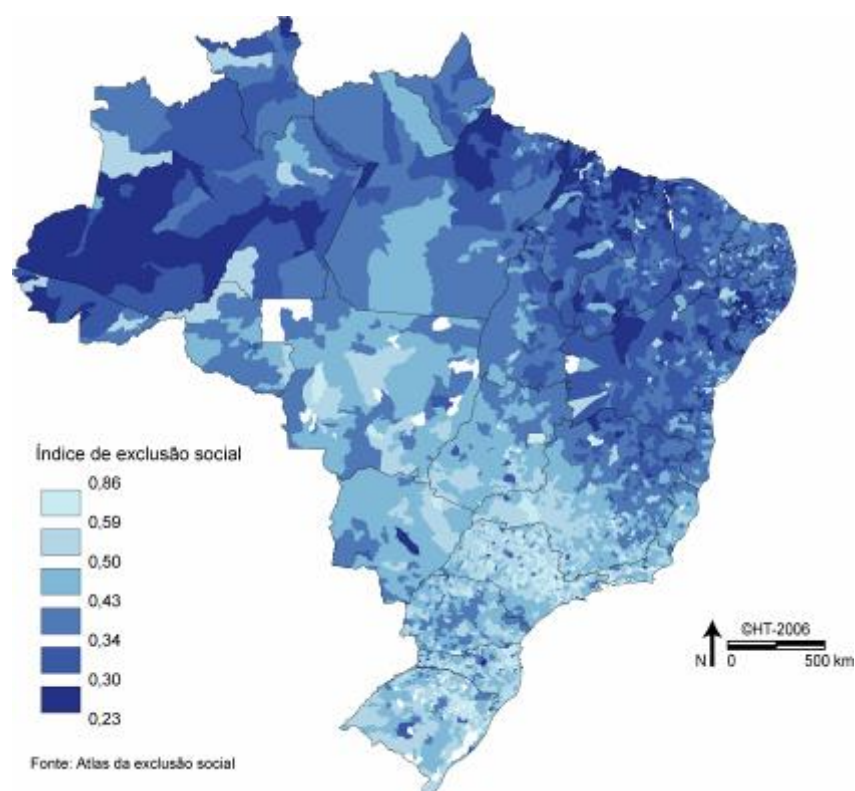 Índice de exclusão social
0,86
0,59
0,50
0,43
0,34
0,30
0,23
Fonte: Atlas da exclusão social
©HT-2006
N 0 500 km